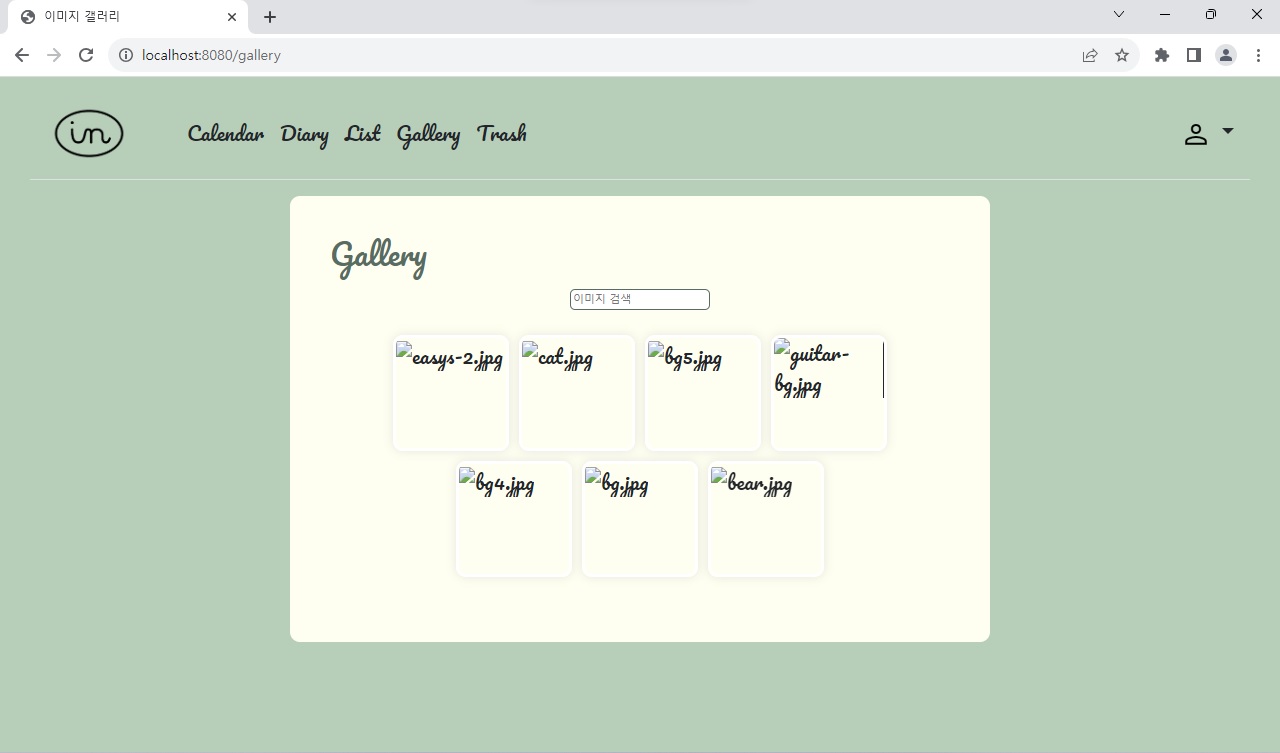 이미지 갤러리
localhost:8080/gallery
in
Calendar Diary List Gallery Trash
Gallery
이미지 검색
easys-2.jpg cat.jpg bg5.jpg guitar-
bg.jpg
bg4.jpg bg.jpg bear.jpg